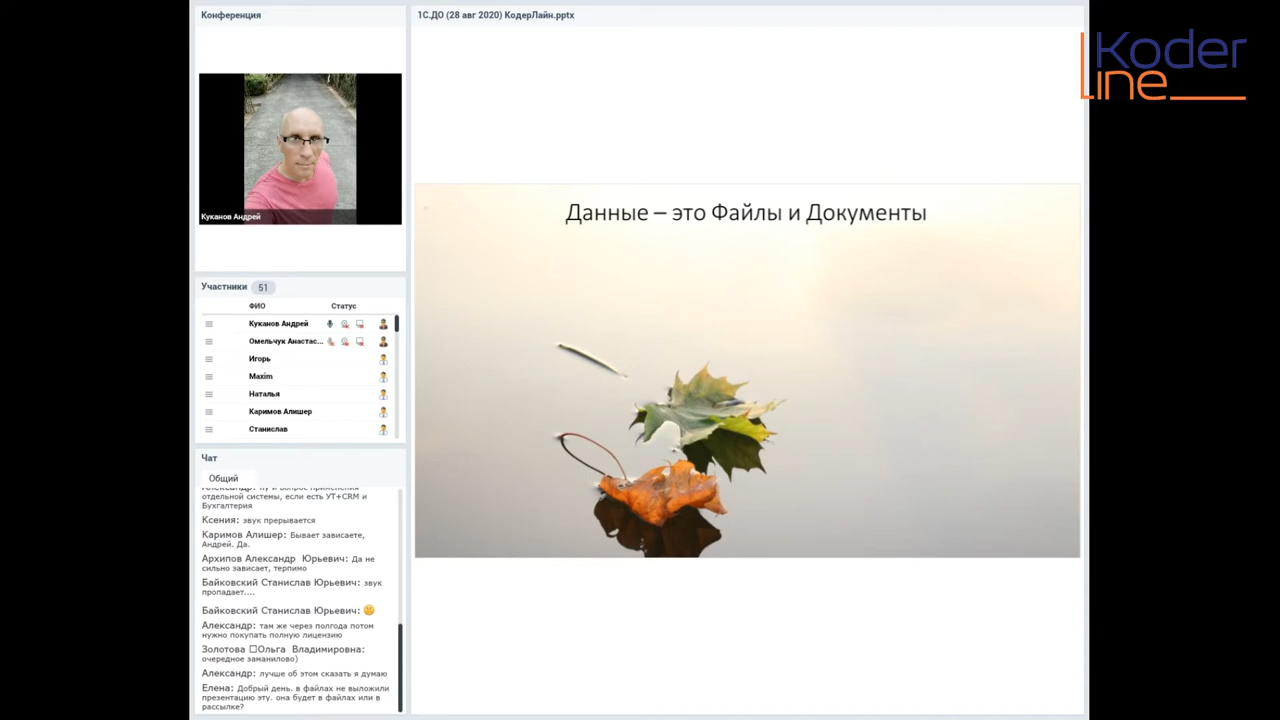 Конференция
1С.ДО (28 авг 2020) КодерЛайн.pptx
Koder
Line
Куканов Андрей
Данные – это Файлы и Документы
Участники 51
ФИО Статус
Куканов Андрей
Омельчук Анастас...
Игорь
Maxim
Наталья
Каримов Алишер
Станислав
Чат
Общий
отдельной системы, если есть УТ+CRM и
Бухгалтерия
Ксения: звук прерывается
Каримов Алишер: Бывает зависаете,
Андрей. Да.
Архипов Александр Юрьевич: Да не
сильно зависает, терпимо
Байковский Станислав Юрьевич: звук
пропадает....
Байковский Станислав Юрьевич:
Александр: там же через полгода потом
нужно покупать полную лицензию
Золотова Ольга Владимировна:
очередное заманилово)
Александр: лучше об этом сказать я думаю
Елена: Добрый день. в файлах не выложили
презентацию эту. она будет в файлах или в
рассылке?